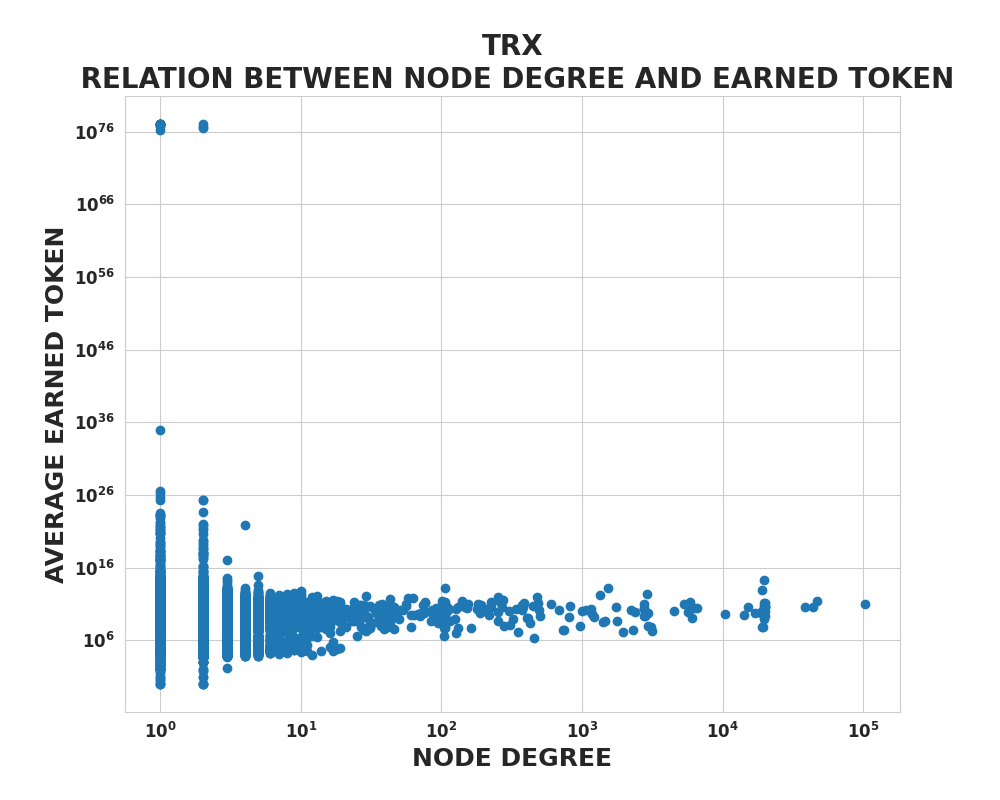 TRX
RELATION BETWEEN NODE DEGREE AND EARNED TOKEN
AVERAGE EARNED TOKEN
10^76
10^66
10^56
10^46
10^36
10^26
10^16
10^6
10^0 10^1 10^2 10^3 10^4 10^5
NODE DEGREE